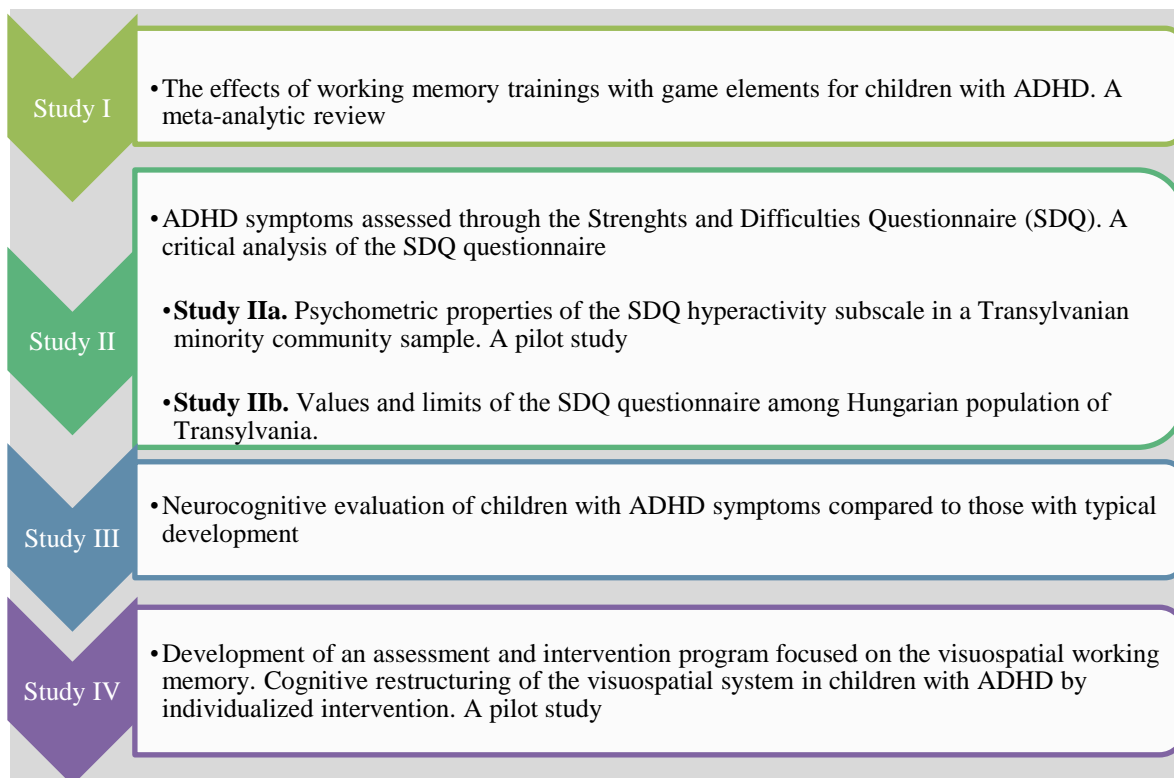 Study I
•The effects of working memory trainings with game elements for children with ADHD. A
meta-analytic review
Study II
•ADHD symptoms assessed through the Strenghts and Difficulties Questionnaire (SDQ). A
critical analysis of the SDQ questionnaire
•Study IIa. Psychometric properties of the SDQ hyperactivity subscale in a Transylvanian
minority community sample. A pilot study
•Study IIb. Values and limits of the SDQ questionnaire among Hungarian population of
Transylvania.
Study III
•Neurocognitive evaluation of children with ADHD symptoms compared to those with typical
development
Study IV
•Development of an assessment and intervention program focused on the visuospatial working
memory. Cognitive restructuring of the visuospatial system in children with ADHD by
individualized intervention. A pilot study